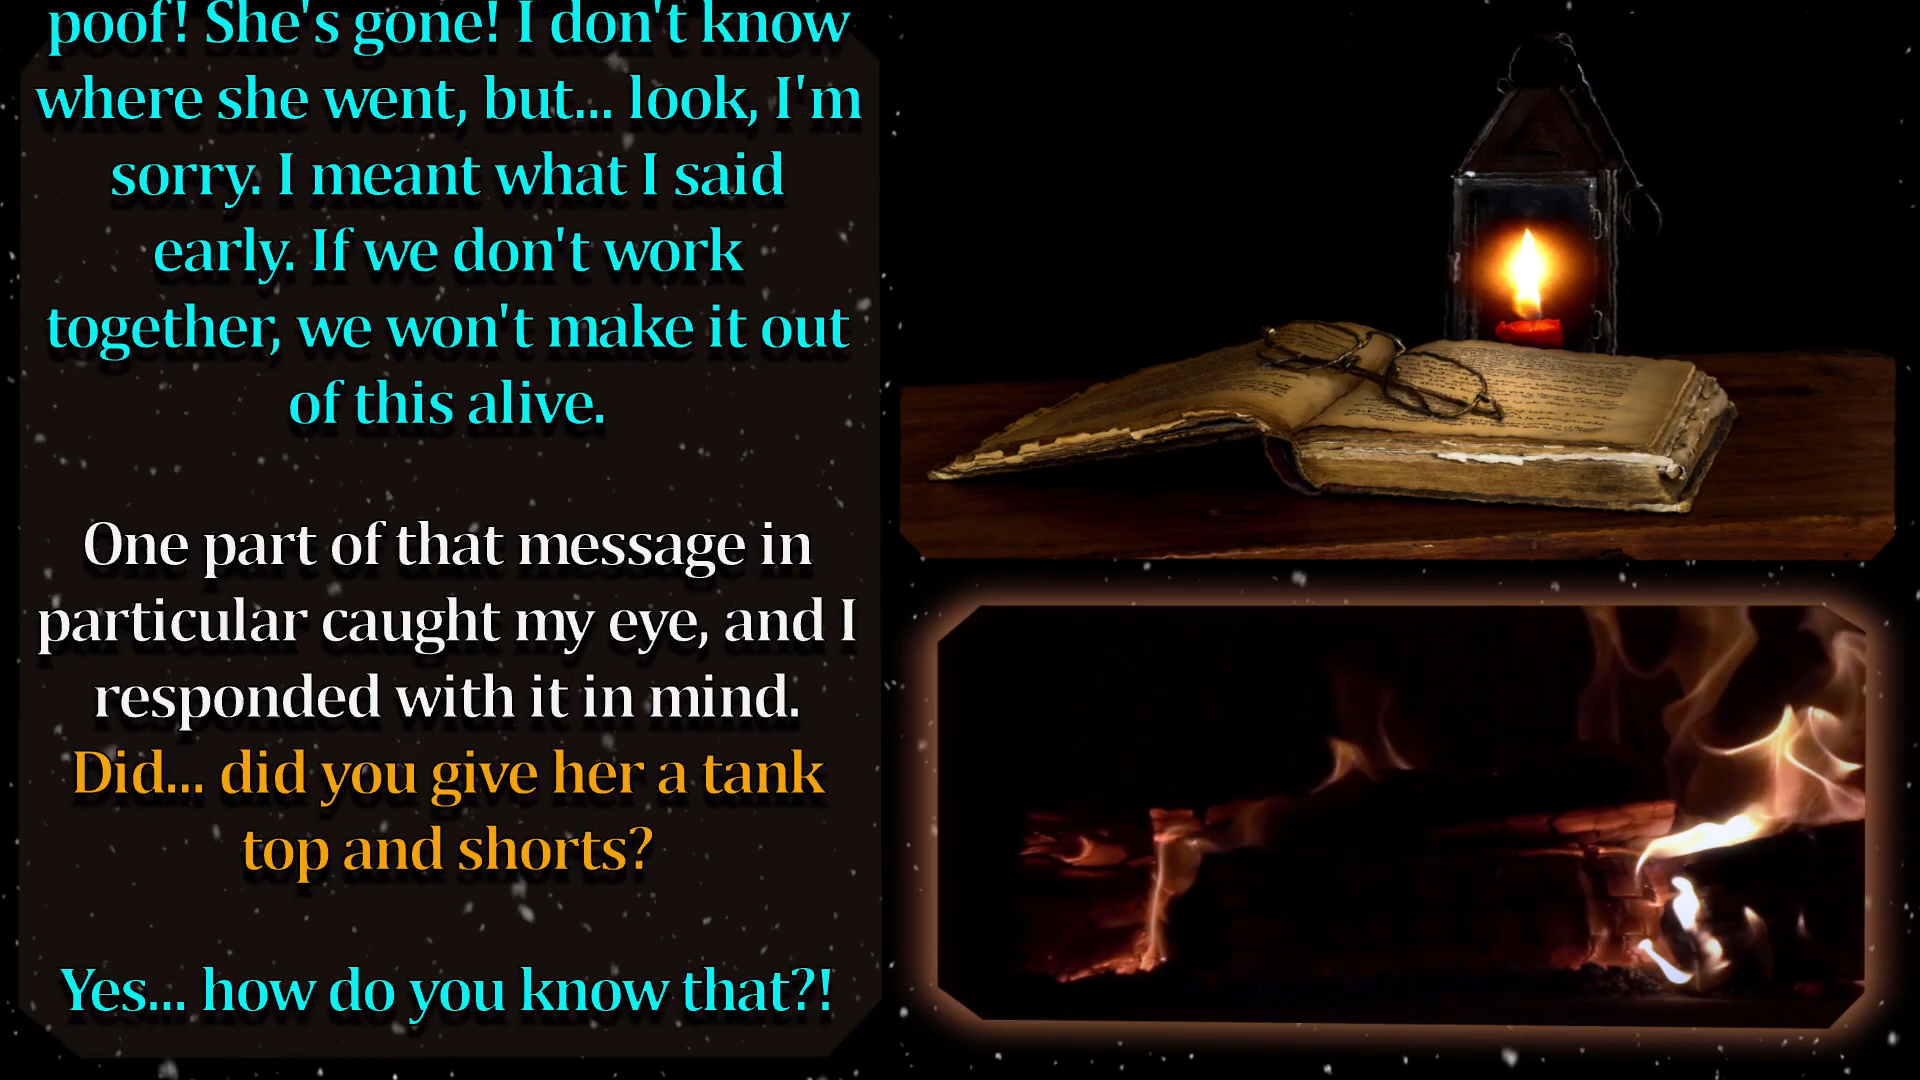 poof! She's gone! I don't know
where she went, but... look, I'm
sorry. I meant what I said
early. If we don't work
together, we won't make it out
of this alive.
One part of that message in
particular caught my eye, and I
responded with it in mind.
Did... did you give her a tank
top and shorts?
Yes... how do you know that?!